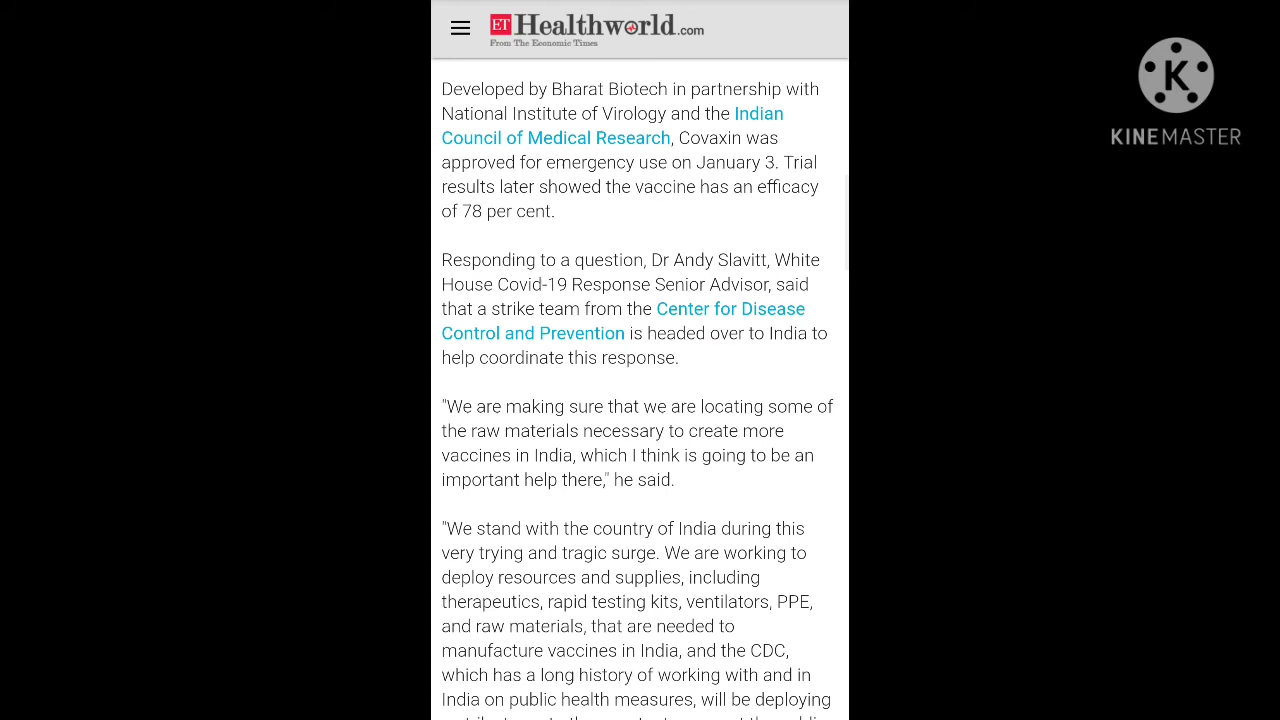 ET Healthworld.com
From The Economic Times
K
KINEMASTER
Developed by Bharat Biotech in partnership with
National Institute of Virology and the Indian
Council of Medical Research, Covaxin was
approved for emergency use on January 3. Trial
results later showed the vaccine has an efficacy
of 78 per cent.
Responding to a question, Dr Andy Slavitt, White
House Covid-19 Response Senior Advisor, said
that a strike team from the Center for Disease
Control and Prevention is headed over to India to
help coordinate this response.
"We are making sure that we are locating some of
the raw materials necessary to create more
vaccines in India, which I think is going to be an
important help there," he said.
"We stand with the country of India during this
very trying and tragic surge. We are working to
deploy resources and supplies, including
therapeutics, rapid testing kits, ventilators, PPE,
and raw materials, that are needed to
manufacture vaccines in India, and the CDC,
which has a long history of working with and in
India on public health measures, will be deploying